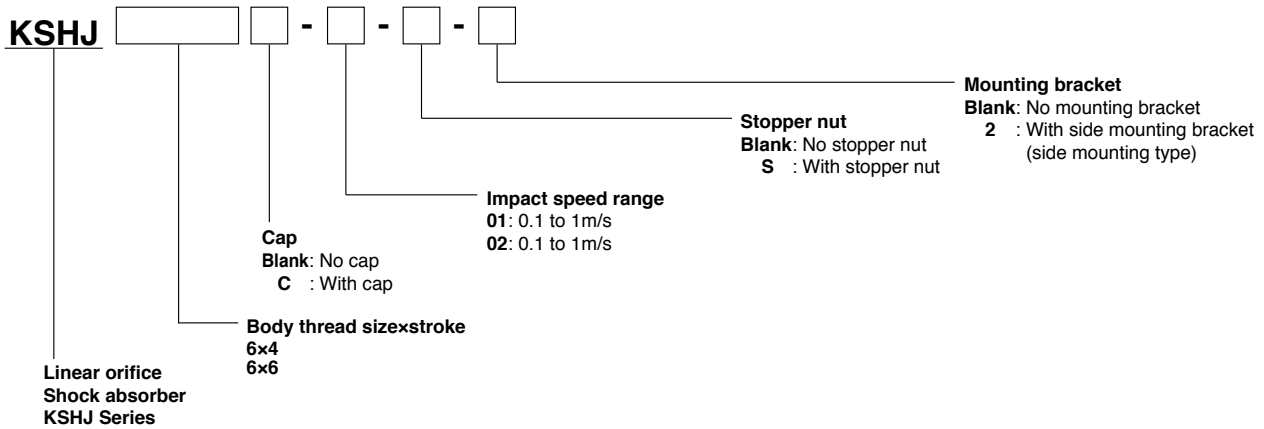 KSHJ - - -
Mounting bracket
Blank: No mounting bracket
2 : With side mounting bracket
(side mounting type)
Stopper nut
Blank: No stopper nut
S : With stopper nut
Impact speed range
01: 0.1 to 1m/s
02: 0.1 to 1m/s
Cap
Blank: No cap
C : With cap
Body thread size×stroke
6×4
6×6
Linear orifice
Shock absorber
KSHJ Series